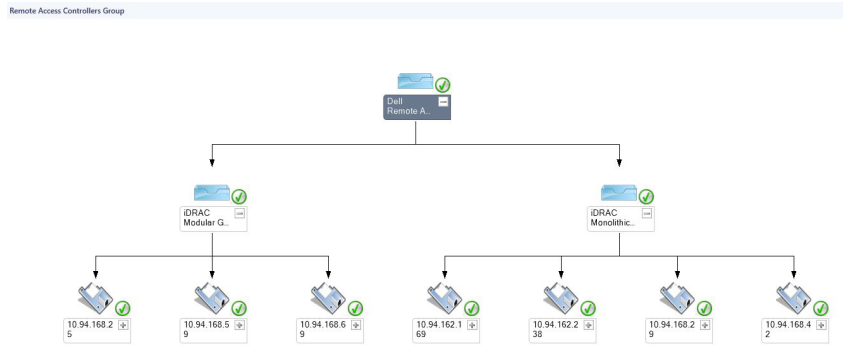 Remote Access Controllers Group
Dell
Remote A..
iDRAC
Modular G..
iDRAC
Monolithic..
10.94.168.2
5
10.94.168.5
9
10.94.168.6
9
10.94.162.1
69
10.94.162.2
38
10.94.168.2
9
10.94.168.4
2